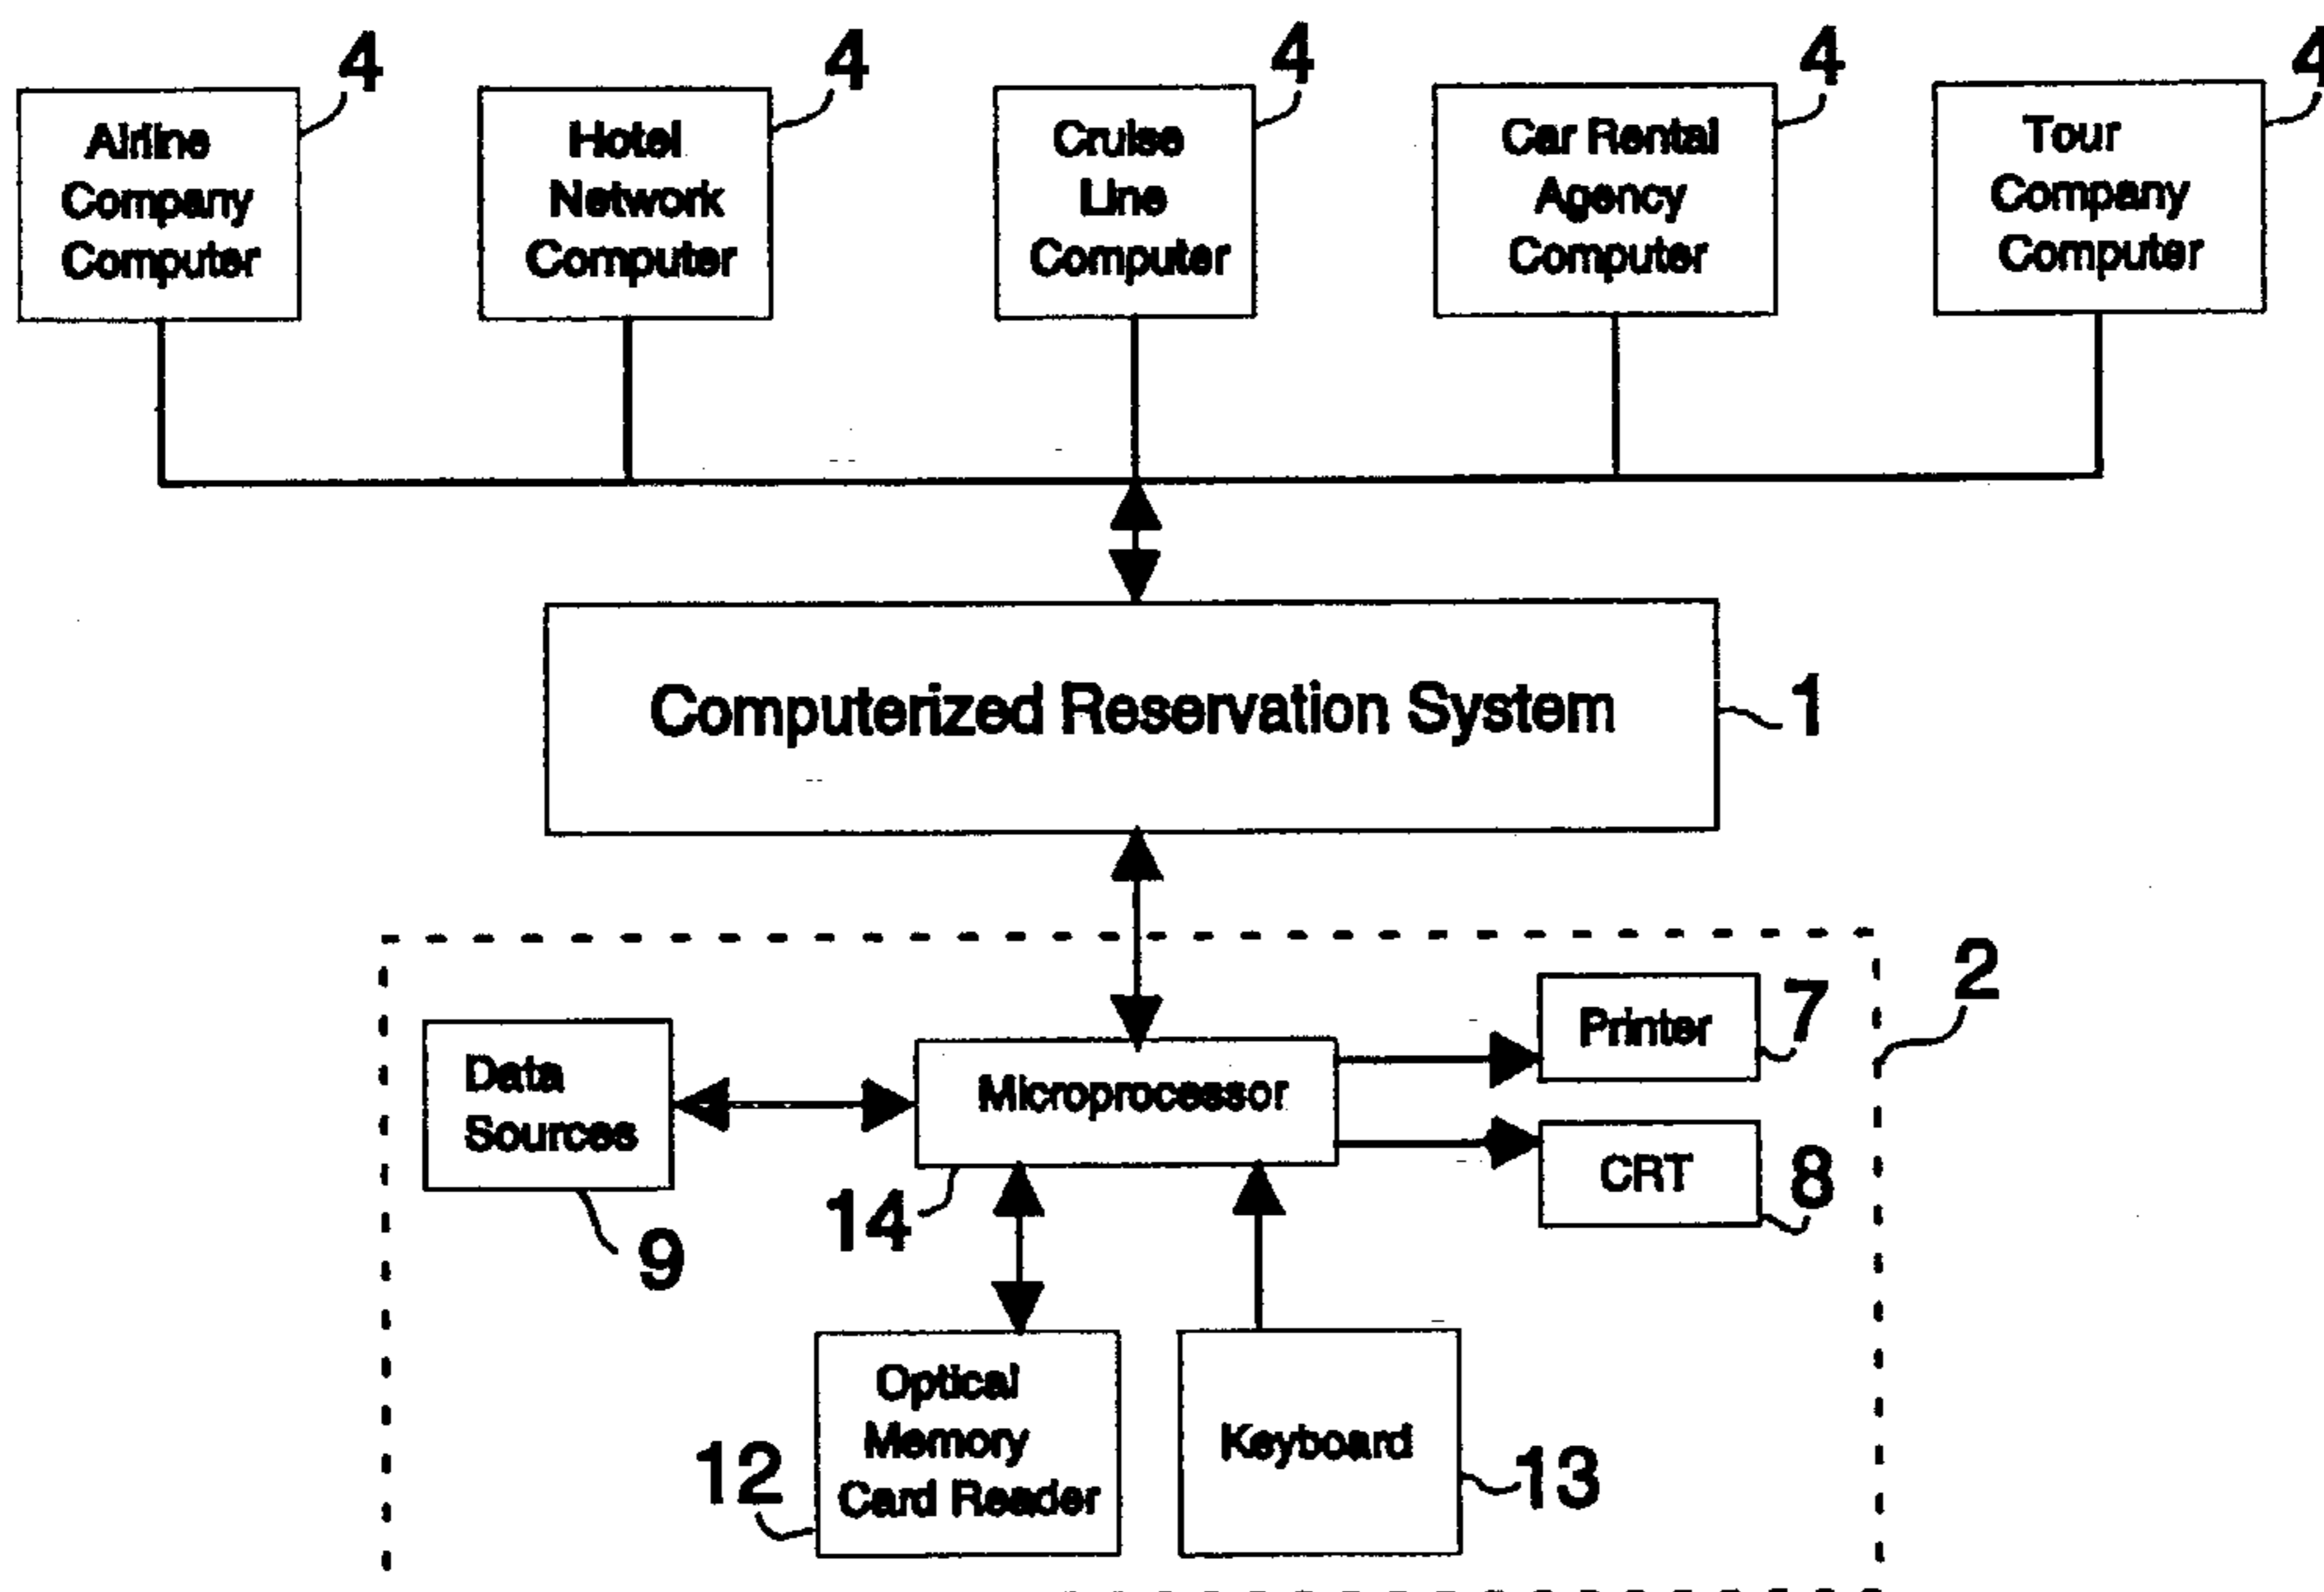 4
4
4
4
4
Airline
Company
Computer
Hotel
Network
Computer
Cruise
Line
Computer
Car Rental
Agency
Computer
Tour
Company
Computer
Computerized Reservation System
1
2
Data
Sources
9
Microprocessor
14
Printer
7
CRT
8
Optical
Memory
Card Reader
12
Keyboard
13